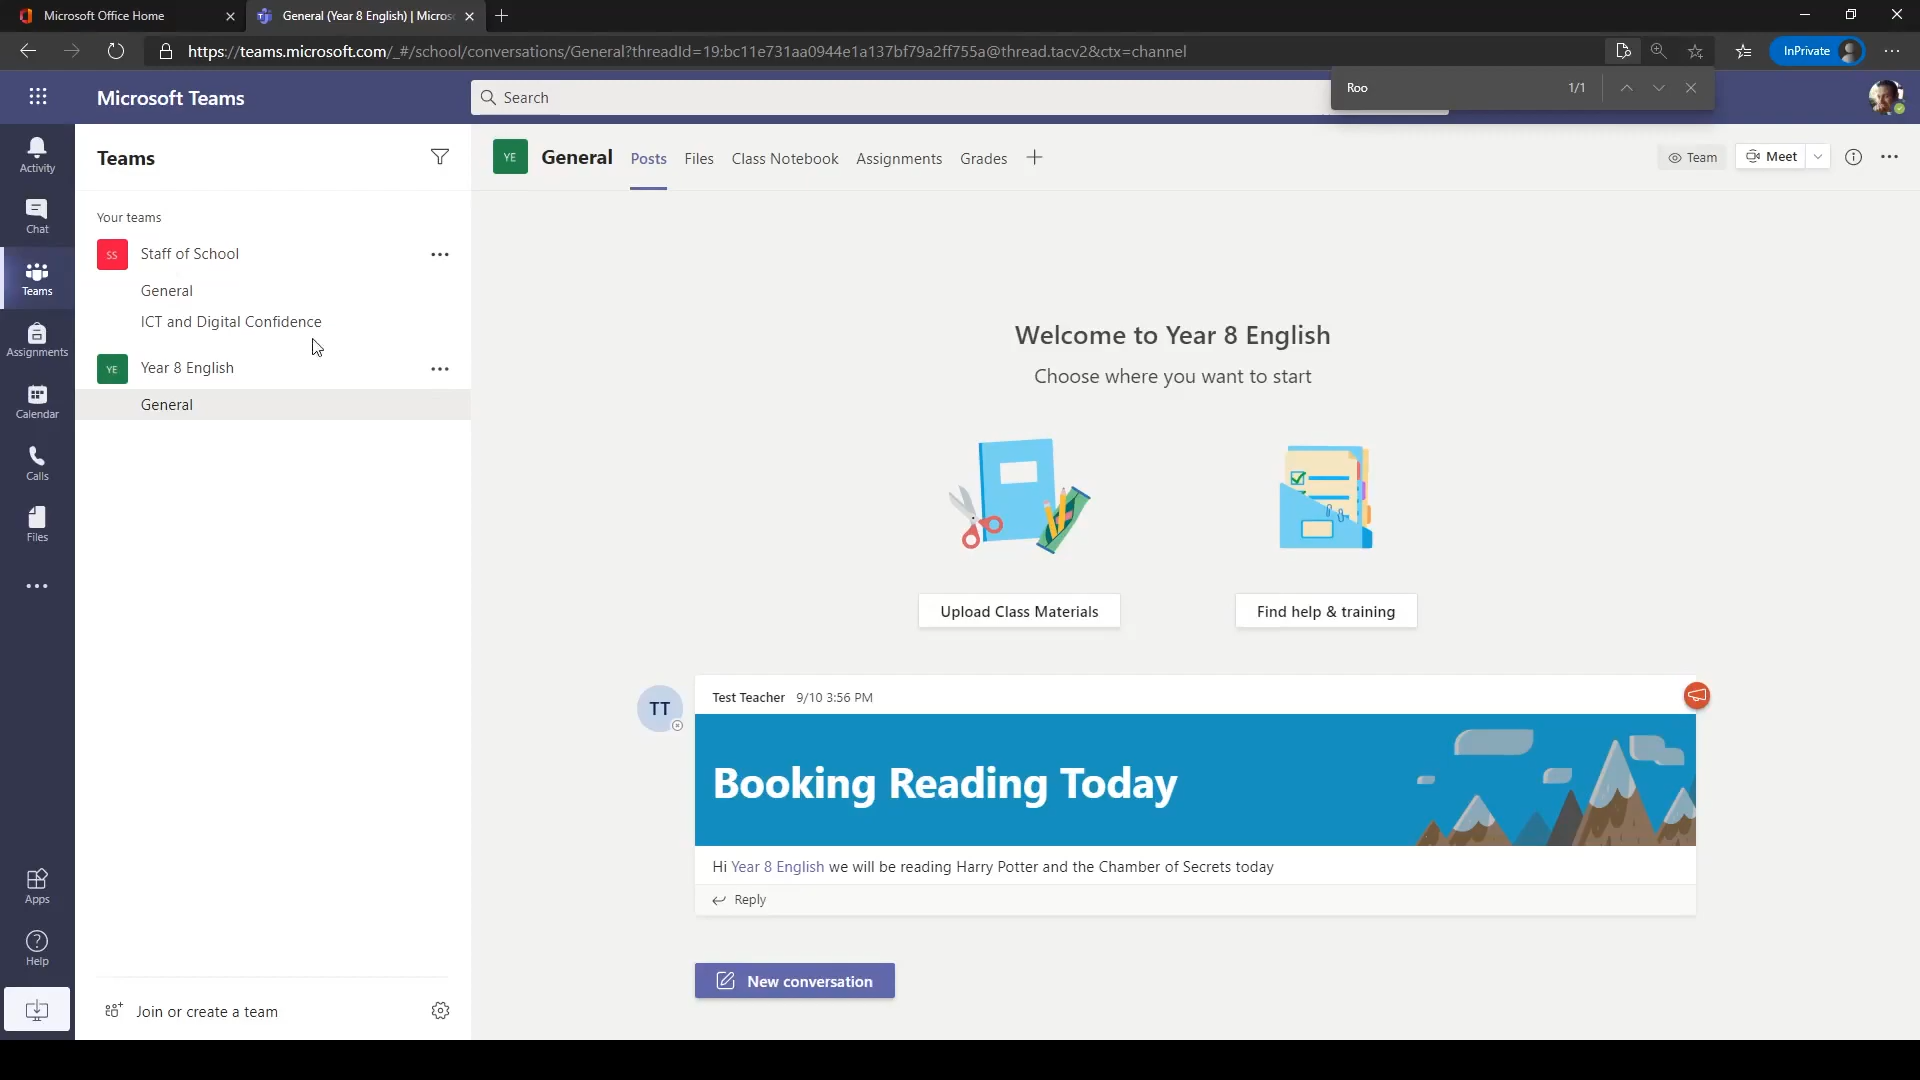 Microsoft Office Home
General (Year 8 English) | Micros
https://teams.microsoft.com/_#/school/conversations/General?threadId=19:bc11e731aa0944e1a137bf79a2ff755a@thread.tacv2&ctx=channel
InPrivate
Roo
1/1
Microsoft Teams
Search
Activity
Chat
Teams
Assignments
Calendar
Calls
Files
Apps
Help
Teams
Your teams
SS
Staff of School
General
ICT and Digital Confidence
YE
Year 8 English
General
Join or create a team
YE
General
Posts
Files
Class Notebook
Assignments
Grades
Team
Meet
Welcome to Year 8 English
Choose where you want to start
Upload Class Materials
Find help & training
TT
Test Teacher 9/10 3:56 PM
Booking Reading Today
Hi Year 8 English we will be reading Harry Potter and the Chamber of Secrets today
Reply
New conversation